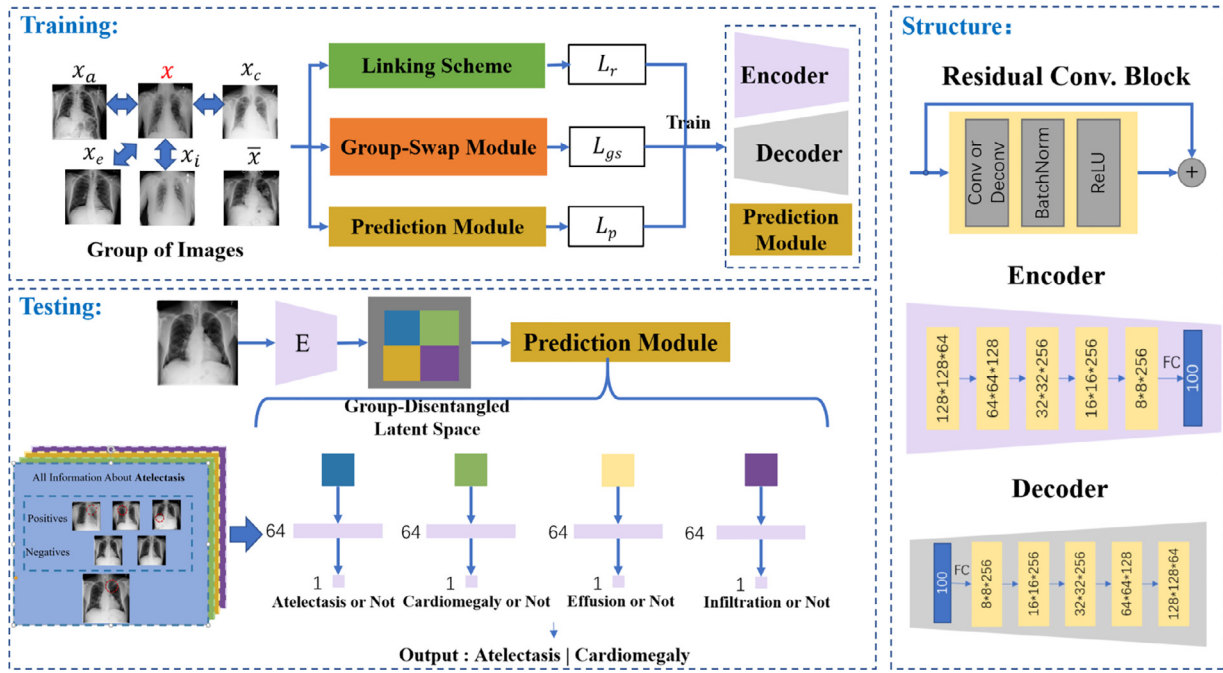 Training:
x_a
x
x_c
x_e
x_i
x̅
Group of Images
Linking Scheme
Group-Swap Module
Prediction Module
L_r
L_gs
L_p
Train
Encoder
Decoder
Prediction
Module
Testing:
E
Group-Disentangled
Latent Space
Prediction Module
All Information About Atelectasis
Positives
Negatives
64
64
64
64
1
1
1
1
Atelectasis or Not
Cardiomegaly or Not
Effusion or Not
Infiltration or Not
Output : Atelectasis | Cardiomegaly
Structure:
Residual Conv. Block
Conv or
Deconv
BatchNorm
ReLU
+
Encoder
128*128*64
64*64*128
32*32*256
16*16*256
8*8*256
FC
100
Decoder
100
FC
8*8*256
16*16*256
32*32*256
64*64*128
128*128*64